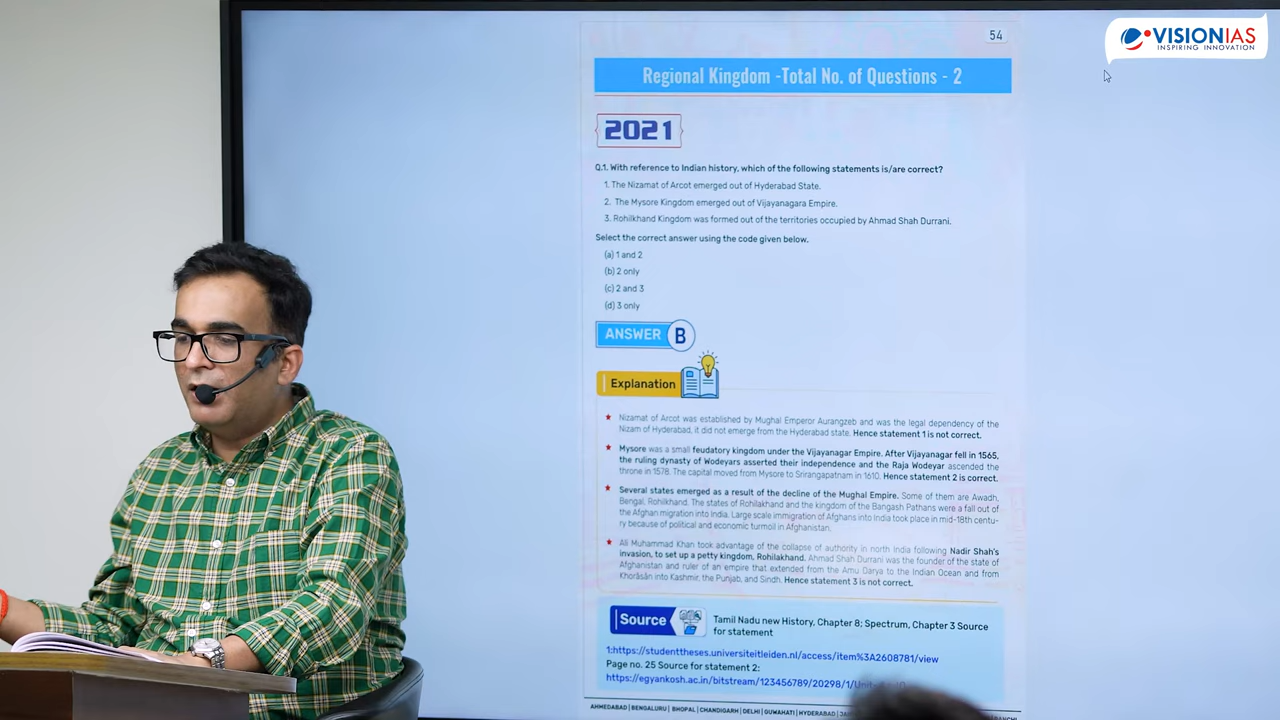 VISIONIAS
INSPIRING INNOVATION
54
Regional Kingdom -Total No. of Questions - 2
2021
Q.1. With reference to Indian history, which of the following statements is/are correct?
1. The Nizamat of Arcot emerged out of Hyderabad State.
2. The Mysore Kingdom emerged out of Vijayanagara Empire.
3. Rohilkhand Kingdom was formed out of the territories occupied by Ahmad Shah Durrani.
Select the correct answer using the code given below.
(a) 1 and 2
(b) 2 only
(c) 2 and 3
(d) 3 only
ANSWER B
Explanation
Nizamat of Arcot was established by Mughal Emperor Aurangzeb and was the legal dependency of the
Nizam of Hyderabad, it did not emerge from the Hyderabad state. Hence statement 1 is not correct.
Mysore was a small feudatory kingdom under the Vijayanagar Empire. After Vijayanagar fell in 1565,
the ruling dynasty of Wodeyars asserted their independence and the Raja Wodeyar ascended the
throne in 1578. The capital moved from Mysore to Srirangapatnam in 1610. Hence statement 2 is correct.
Several states emerged as a result of the decline of the Mughal Empire. Some of them are Awadh,
Bengal, Rohilkhand. The states of Rohilakhand and the kingdom of the Bangash Pathans were a fall out of
the Afghan migration into India. Large scale immigration of Afghans into India took place in mid-18th centu-
ry because of political and economic turmoil in Afghanistan.
Ali Muhammad Khan took advantage of the collapse of authority in north India following Nadir Shah's
invasion, to set up a petty kingdom, Rohilakhand. Ahmad Shah Durrani was the founder of the state of
Afghanistan and ruler of an empire that extended from the Amu Darya to the Indian Ocean and from
Khorāsān into Kashmir, the Punjab, and Sindh. Hence statement 3 is not correct.
Source
Tamil Nadu new History, Chapter 8; Spectrum, Chapter 3 Source
for statement
1:https://studenttheses.universiteitleiden.nl/access/item%3A2608781/view
Page no. 25 Source for statement 2:
https://egyankosh.ac.in/bitstream/123456789/20298/1/
AHMEDABAD | BENGALURU | BHOPAL | CHANDIGARH | DELHI | GUWAHATI | HYDERABAD |